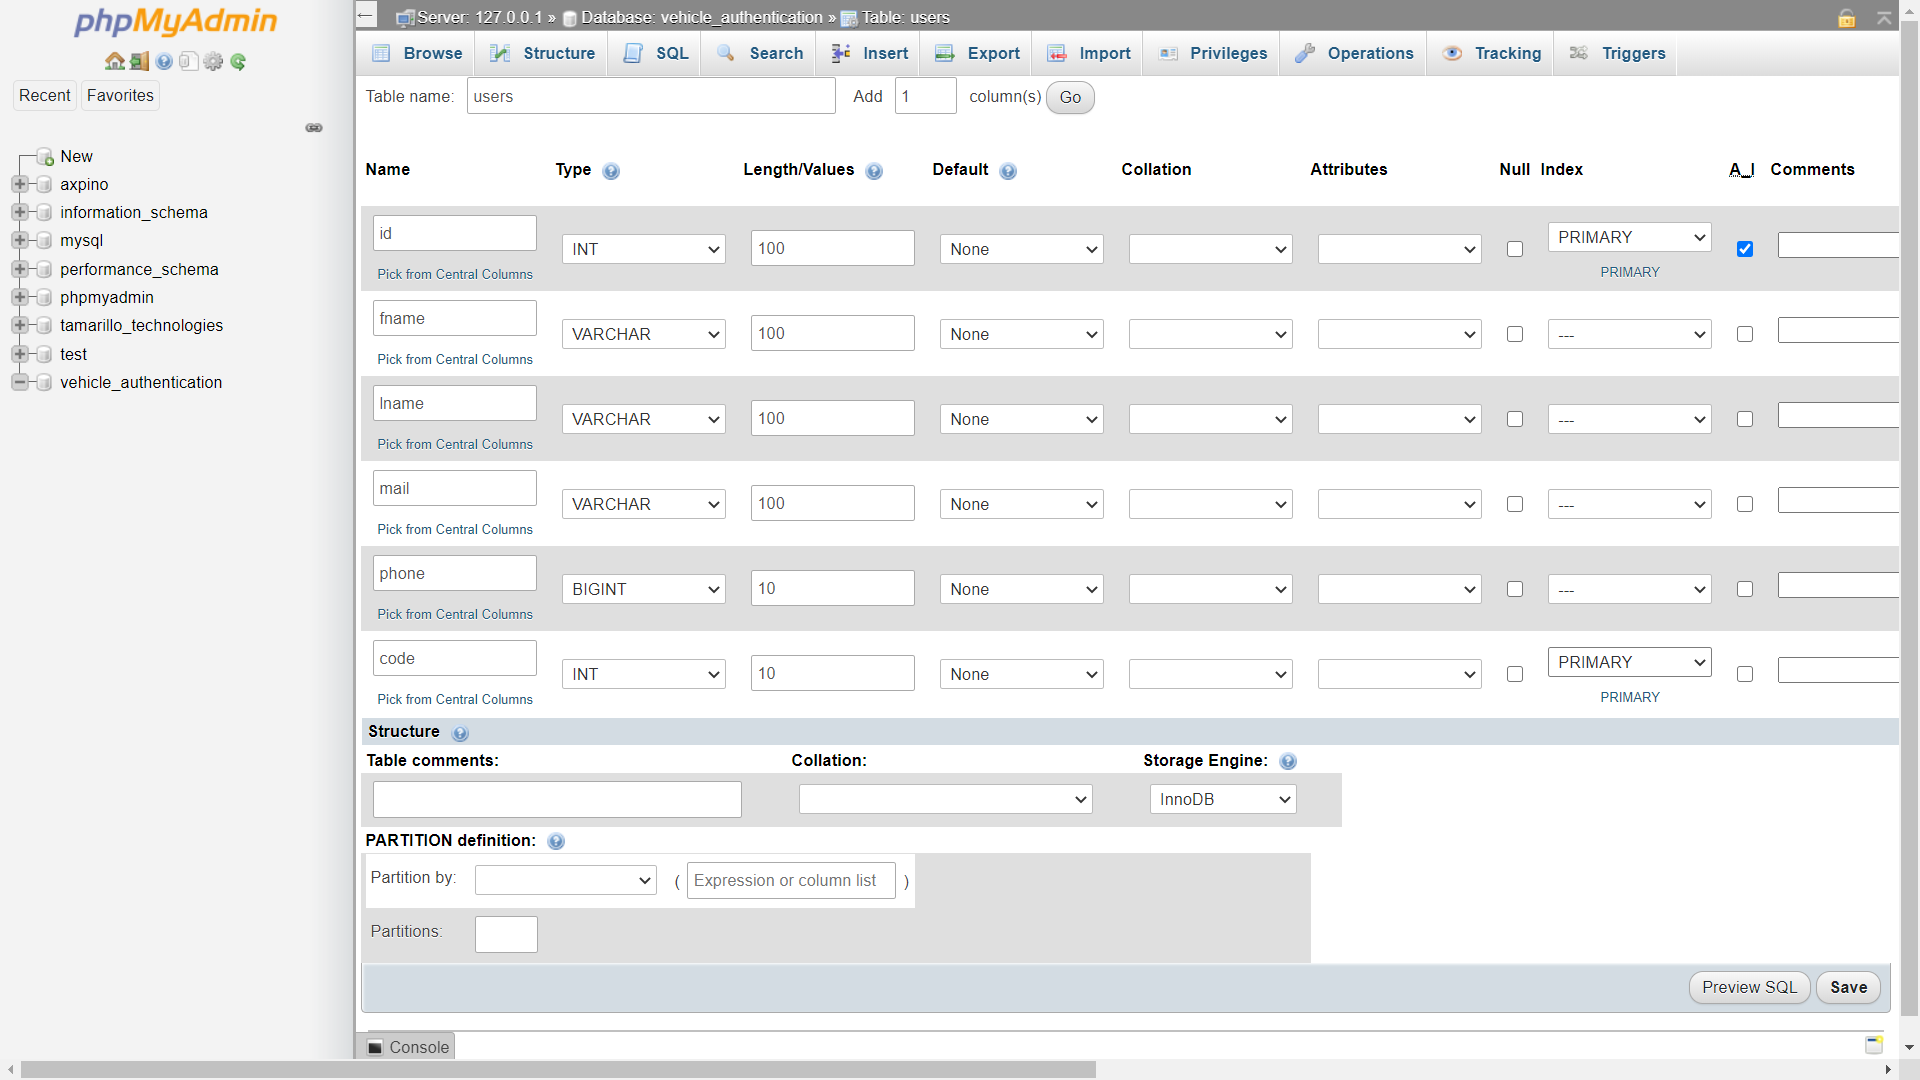 phpMyAdmin
Recent Favorites
New
axpino
information_schema
mysql
performance_schema
phpmyadmin
tamarillo_technologies
test
vehicle_authentication
Server: 127.0.0.1 » Database: vehicle_authentication » Table: users
Browse Structure SQL Search Insert Export Import Privileges Operations Tracking Triggers
Table name: users Add 1 column(s) Go
Name Type Length/Values Default Collation Attributes Null Index A_I Comments
id INT 100 None PRIMARY
Pick from Central Columns PRIMARY
fname VARCHAR 100 None ---
Pick from Central Columns
lname VARCHAR 100 None ---
Pick from Central Columns
mail VARCHAR 100 None ---
Pick from Central Columns
phone BIGINT 10 None ---
Pick from Central Columns
code INT 10 None PRIMARY
Pick from Central Columns PRIMARY
Structure
Table comments: Collation: Storage Engine:
InnoDB
PARTITION definition:
Partition by: ( Expression or column list )
Partitions:
Preview SQL Save
Console